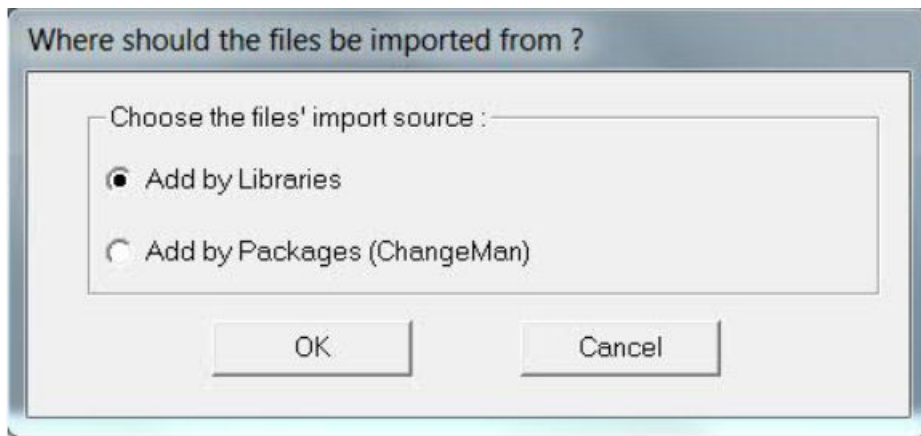 Where should the files be imported from ?
Choose the files' import source :
Add by Libraries
Add by Packages (ChangeMan)
OK Cancel